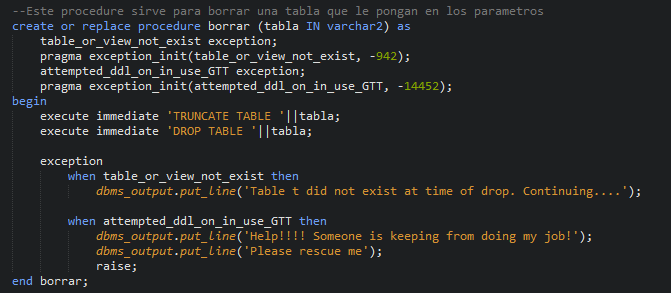 --Este procedure sirve para borrar una tabla que le pongan en los parametros
create or replace procedure borrar (tabla IN varchar2) as
    table_or_view_not_exist exception;
    pragma exception_init(table_or_view_not_exist, -942);
    attempted_ddl_on_in_use_GTT exception;
    pragma exception_init(attempted_ddl_on_in_use_GTT, -14452);
begin
    execute immediate 'TRUNCATE TABLE '||tabla;
    execute immediate 'DROP TABLE '||tabla;

    exception
        when table_or_view_not_exist then
            dbms_output.put_line('Table t did not exist at time of drop. Continuing....');

        when attempted_ddl_on_in_use_GTT then
            dbms_output.put_line('Help!!!! Someone is keeping from doing my job!');
            dbms_output.put_line('Please rescue me');
            raise;
end borrar;